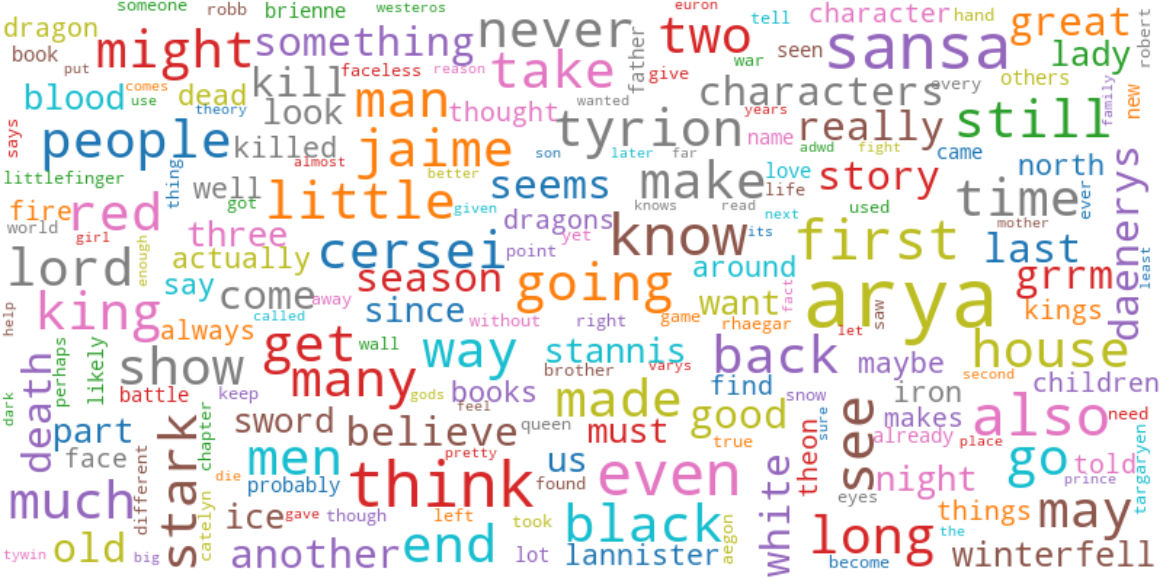 someone robb brienne westeros euron tell character hand great robert
dragon might something never two seen sansa lady
book put kill faceless reason take father give war others
blood comes use dead theory look man thought wanted characters every family new
says people killed almost jaime tyrion years name really still
son later far adwd fight came
littlefinger thing well got little better seems make love life story time north ever daenerys
fire red given dragons knows read next used mother
world girl three enough actually cersei point yet know its first last least
lord say come away season going around grrm
king called since without right game want fact rhaegar arya saw kings
help always get wall way stannis let house
perhaps likely show many brother varys back maybe second children
death battle keep gods books feel made find snow iron
dark part stark chapter sword believe queen must good true theon sure see makes also need
face different men pretty think us even already place told targaryen
die probably found white night go prince
much catelyn ice gave though left took black aegon eyes things may
old another end lot lannister long the winterfell
tywin big become